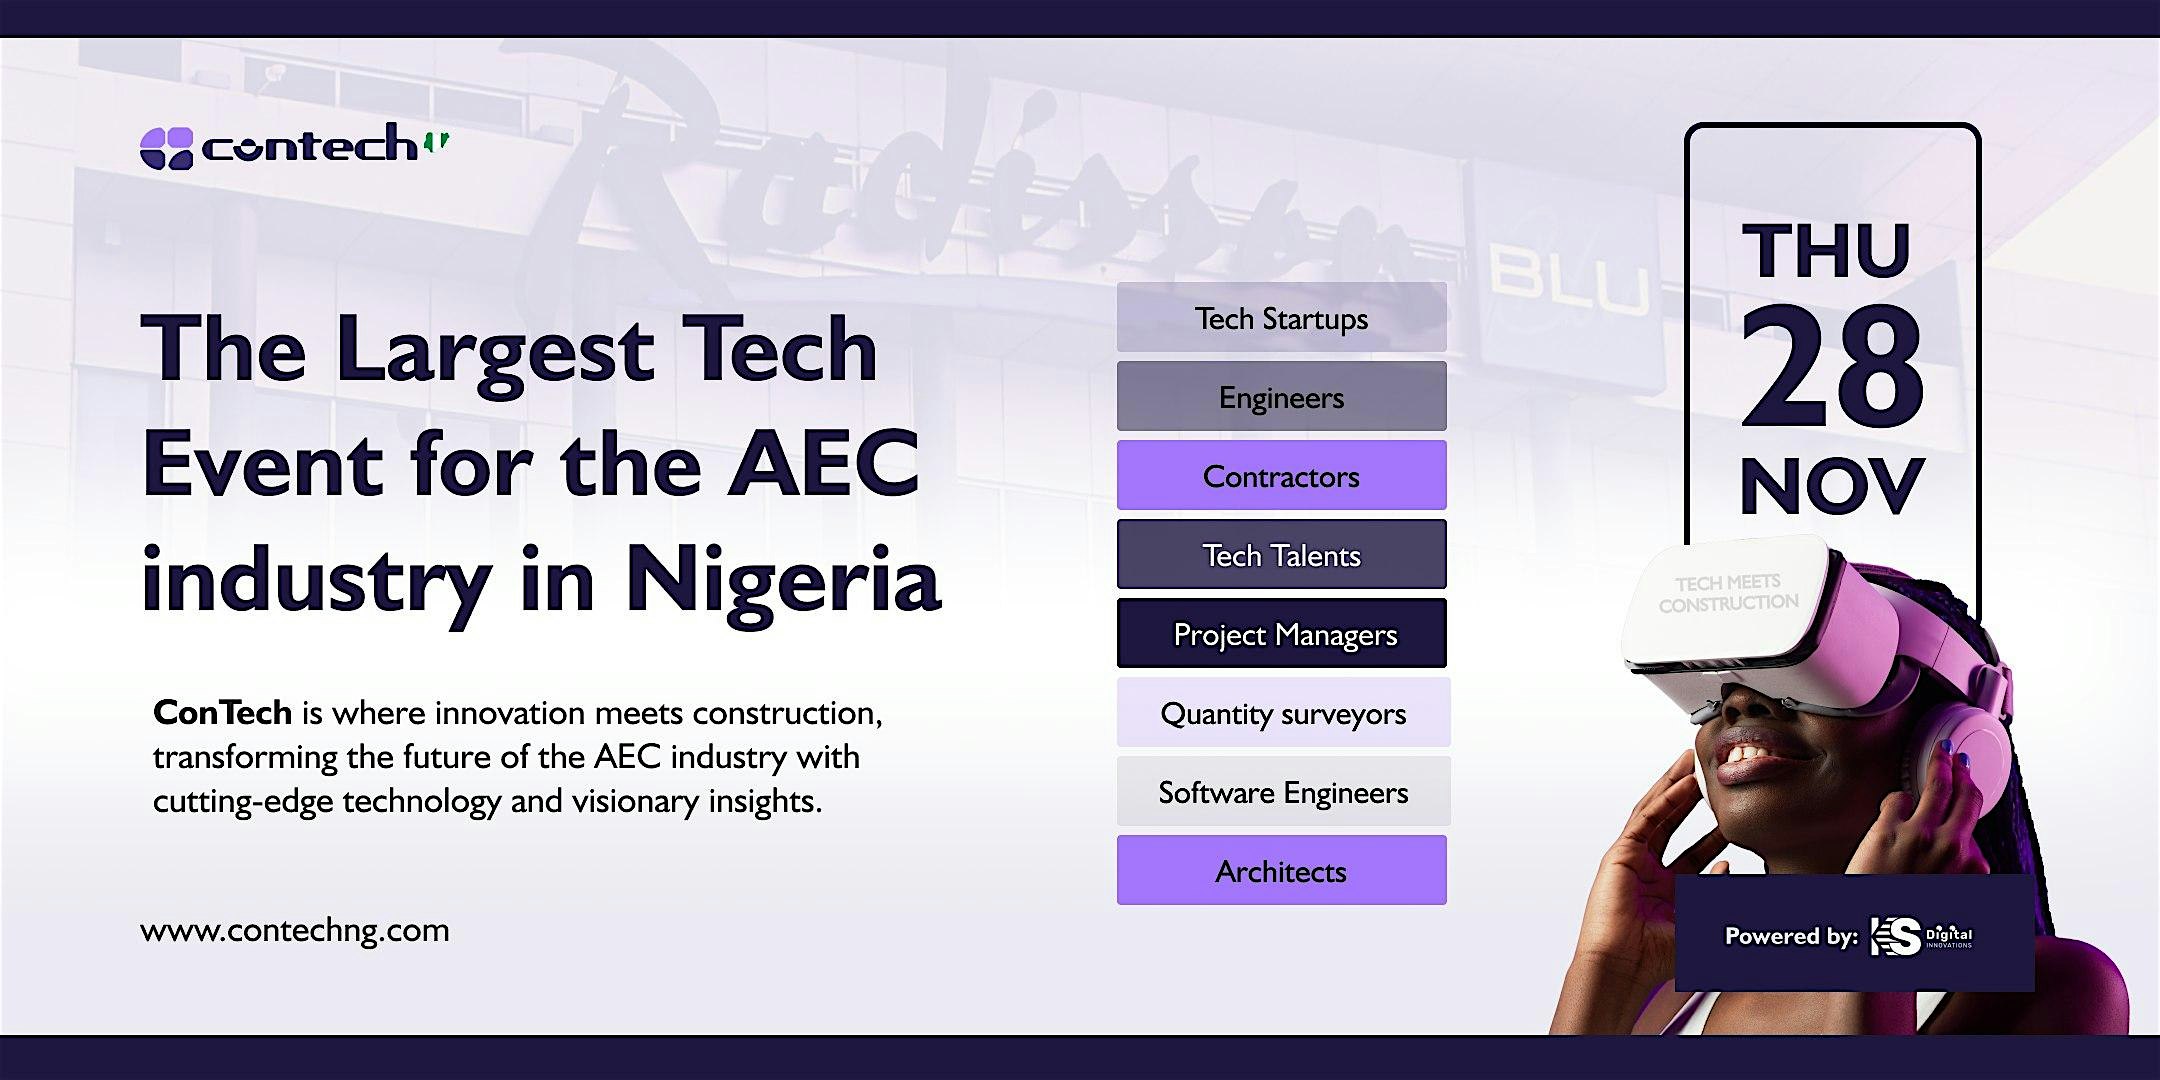 contech
The Largest Tech
Event for the AEC
industry in Nigeria
ConTech is where innovation meets construction,
transforming the future of the AEC industry with
cutting-edge technology and visionary insights.
www.contechng.com
Radisson
BLU
Tech Startups
Engineers
Contractors
Tech Talents
Project Managers
Quantity surveyors
Software Engineers
Architects
THU
28
NOV
TECH MEETS
CONSTRUCTION
Powered by: KS Digital
INNOVATIONS